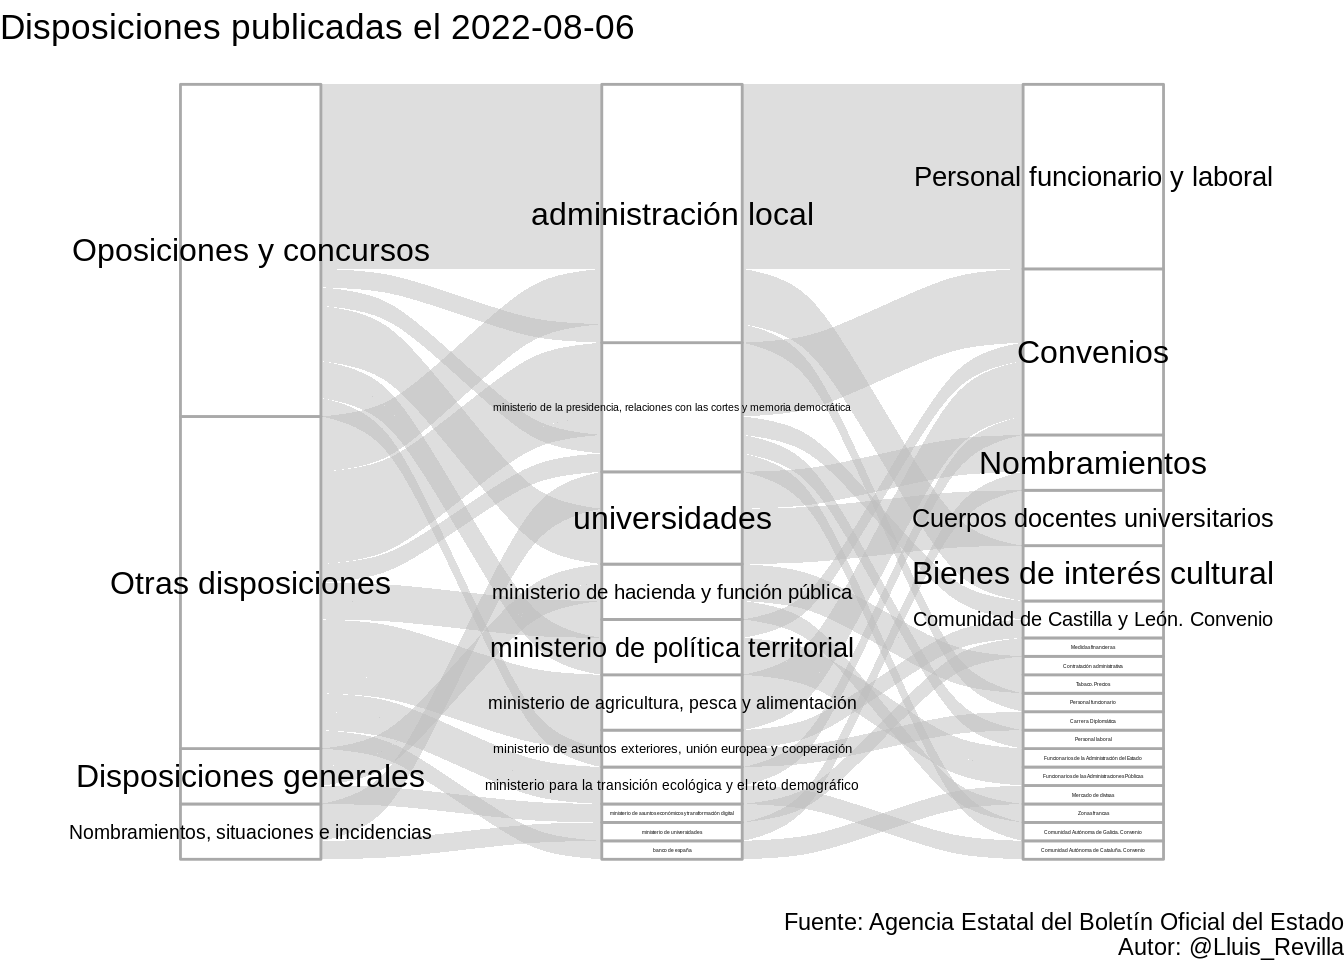 Disposiciones publicadas el 2022-08-06
Oposiciones y concursos
Otras disposiciones
Disposiciones generales
Nombramientos, situaciones e incidencias
administración local
ministerio de la presidencia, relaciones con las cortes y memoria democrática
universidades
ministerio de hacienda y función pública
ministerio de política territorial
ministerio de agricultura, pesca y alimentación
ministerio de asuntos exteriores, unión europea y cooperación
ministerio para la transición ecológica y el reto demográfico
ministerio de asuntos económicos y transformación digital
ministerio de universidades
banco de españa
Personal funcionario y laboral
Convenios
Nombramientos
Cuerpos docentes universitarios
Bienes de interés cultural
Comunidad de Castilla y León. Convenio
Medidas financieras
Contratación administrativa
Tabaco. Precios
Personal funcionario
Carrera Diplomática
Personal laboral
Funcionarios de la Administración del Estado
Funcionarios de las Administraciones Públicas
Mercado de divisas
Zonas francas
Comunidad Autónoma de Galicia. Convenio
Comunidad Autónoma de Cataluña. Convenio
Fuente: Agencia Estatal del Boletín Oficial del Estado
Autor: @Lluis_Revilla